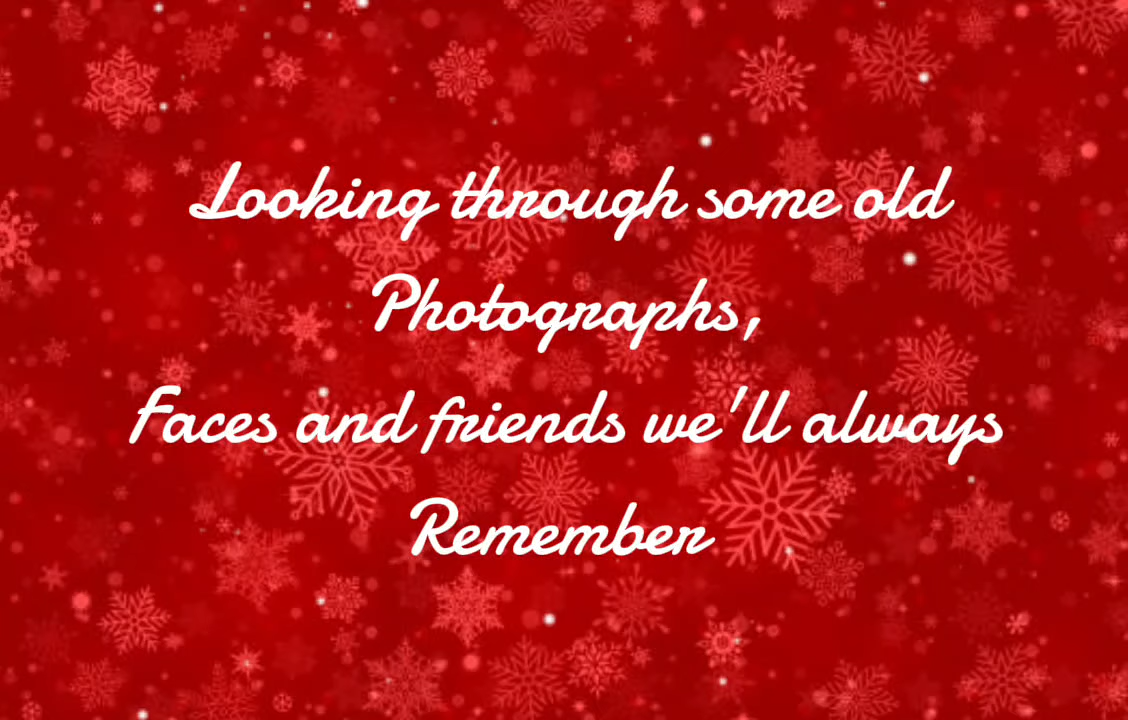 Looking through some old
Photographs,
Faces and friends we'll always
Remember